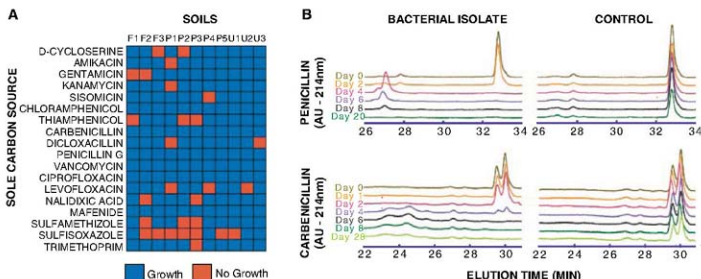 A
SOILS
F1 F2 F3 P1 P2 P3 P4 P5 U1 U2 U3
SOLE CARBON SOURCE
D-CYCLOSERINE
AMIKACIN
GENTAMICIN
KANAMYCIN
SISOMICIN
CHLORAMPHENICOL
THIAMPHENICOL
CARBENICILLIN
DICLOXACILLIN
PENICILLIN G
VANCOMYCIN
CIPROFLOXACIN
LEVOFLOXACIN
NALIDIXIC ACID
MAFENIDE
SULFAMETHIZOLE
SULFISOXAZOLE
TRIMETHOPRIM
Growth No Growth
B
BACTERIAL ISOLATE CONTROL
PENICILLIN
(AU - 214nm)
Day 0
Day 2
Day 4
Day 6
Day 8
Day 20
26 28 30 32 34 26 28 30 32 34
CARBENICILLIN
(AU - 214nm)
Day 0
Day 1
Day 2
Day 4
Day 6
Day 8
22 24 26 28 30 22 24 26 28 30
ELUTION TIME (MIN)